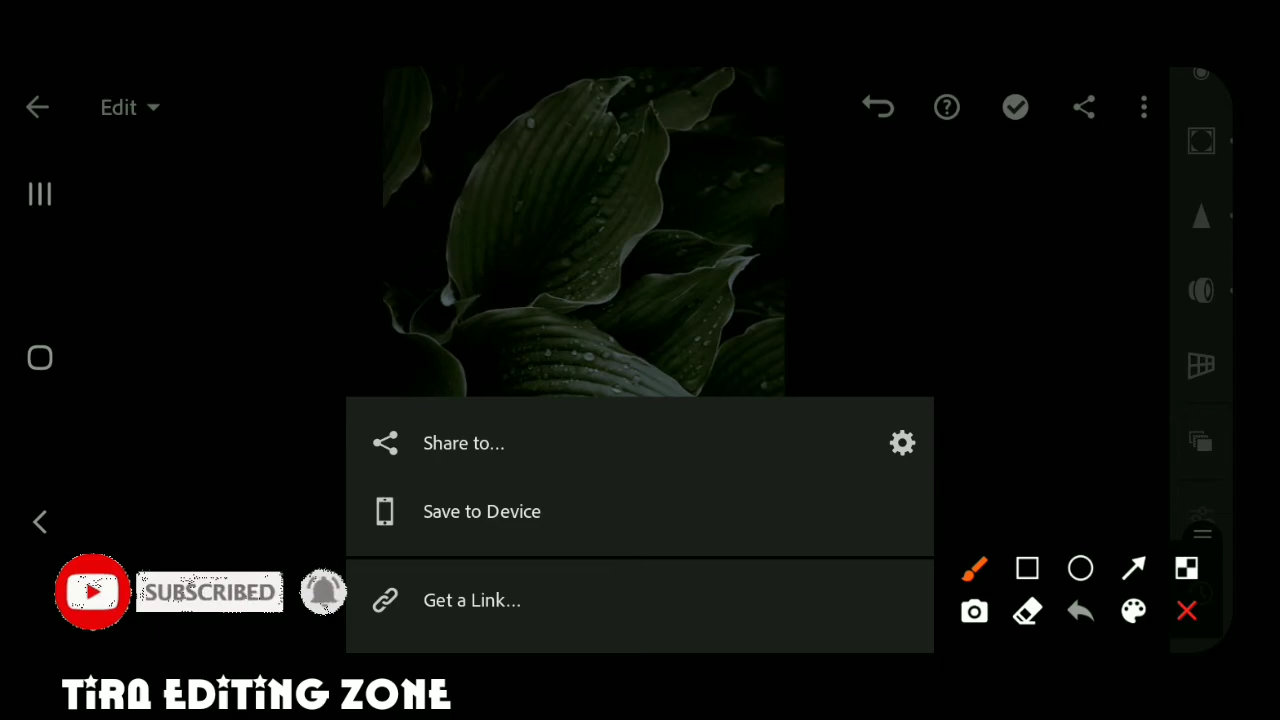 Edit
Share to...
Save to Device
SUBSCRIBED
Get a Link...
TiRA EDiTiNG ZONE